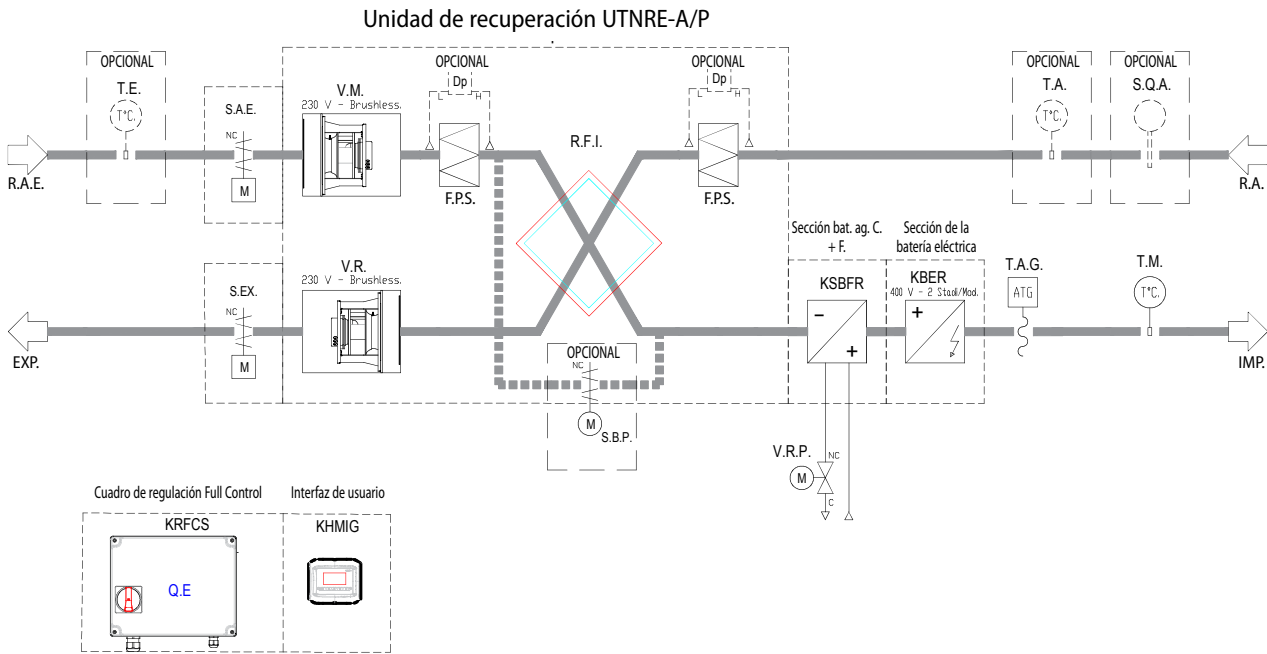 Unidad de recuperación UTNRE-A/P
OPCIONAL
T.E.
T°C.
S.A.E.
NC
M
V.M.
230 V - Brushless.
OPCIONAL
Dp
L
H
F.P.S.
R.F.I.
OPCIONAL
Dp
L
H
F.P.S.
OPCIONAL
T.A.
T°C.
OPCIONAL
S.Q.A.
R.A.E.
R.A.
Sección bat. ag. C.
+ F.
Sección de la
batería eléctrica
S.EX.
NC
M
V.R.
230 V - Brushless.
KSBFR
-
+
KBER
400 V - 2 Stadi/Mod.
+
T.A.G.
ATG
T.M.
T°C.
EXP.
IMP.
OPCIONAL
NC
M
S.B.P.
V.R.P.
M
NC
C
Cuadro de regulación Full Control
Interfaz de usuario
KRFCS
KHMIG
Q.E